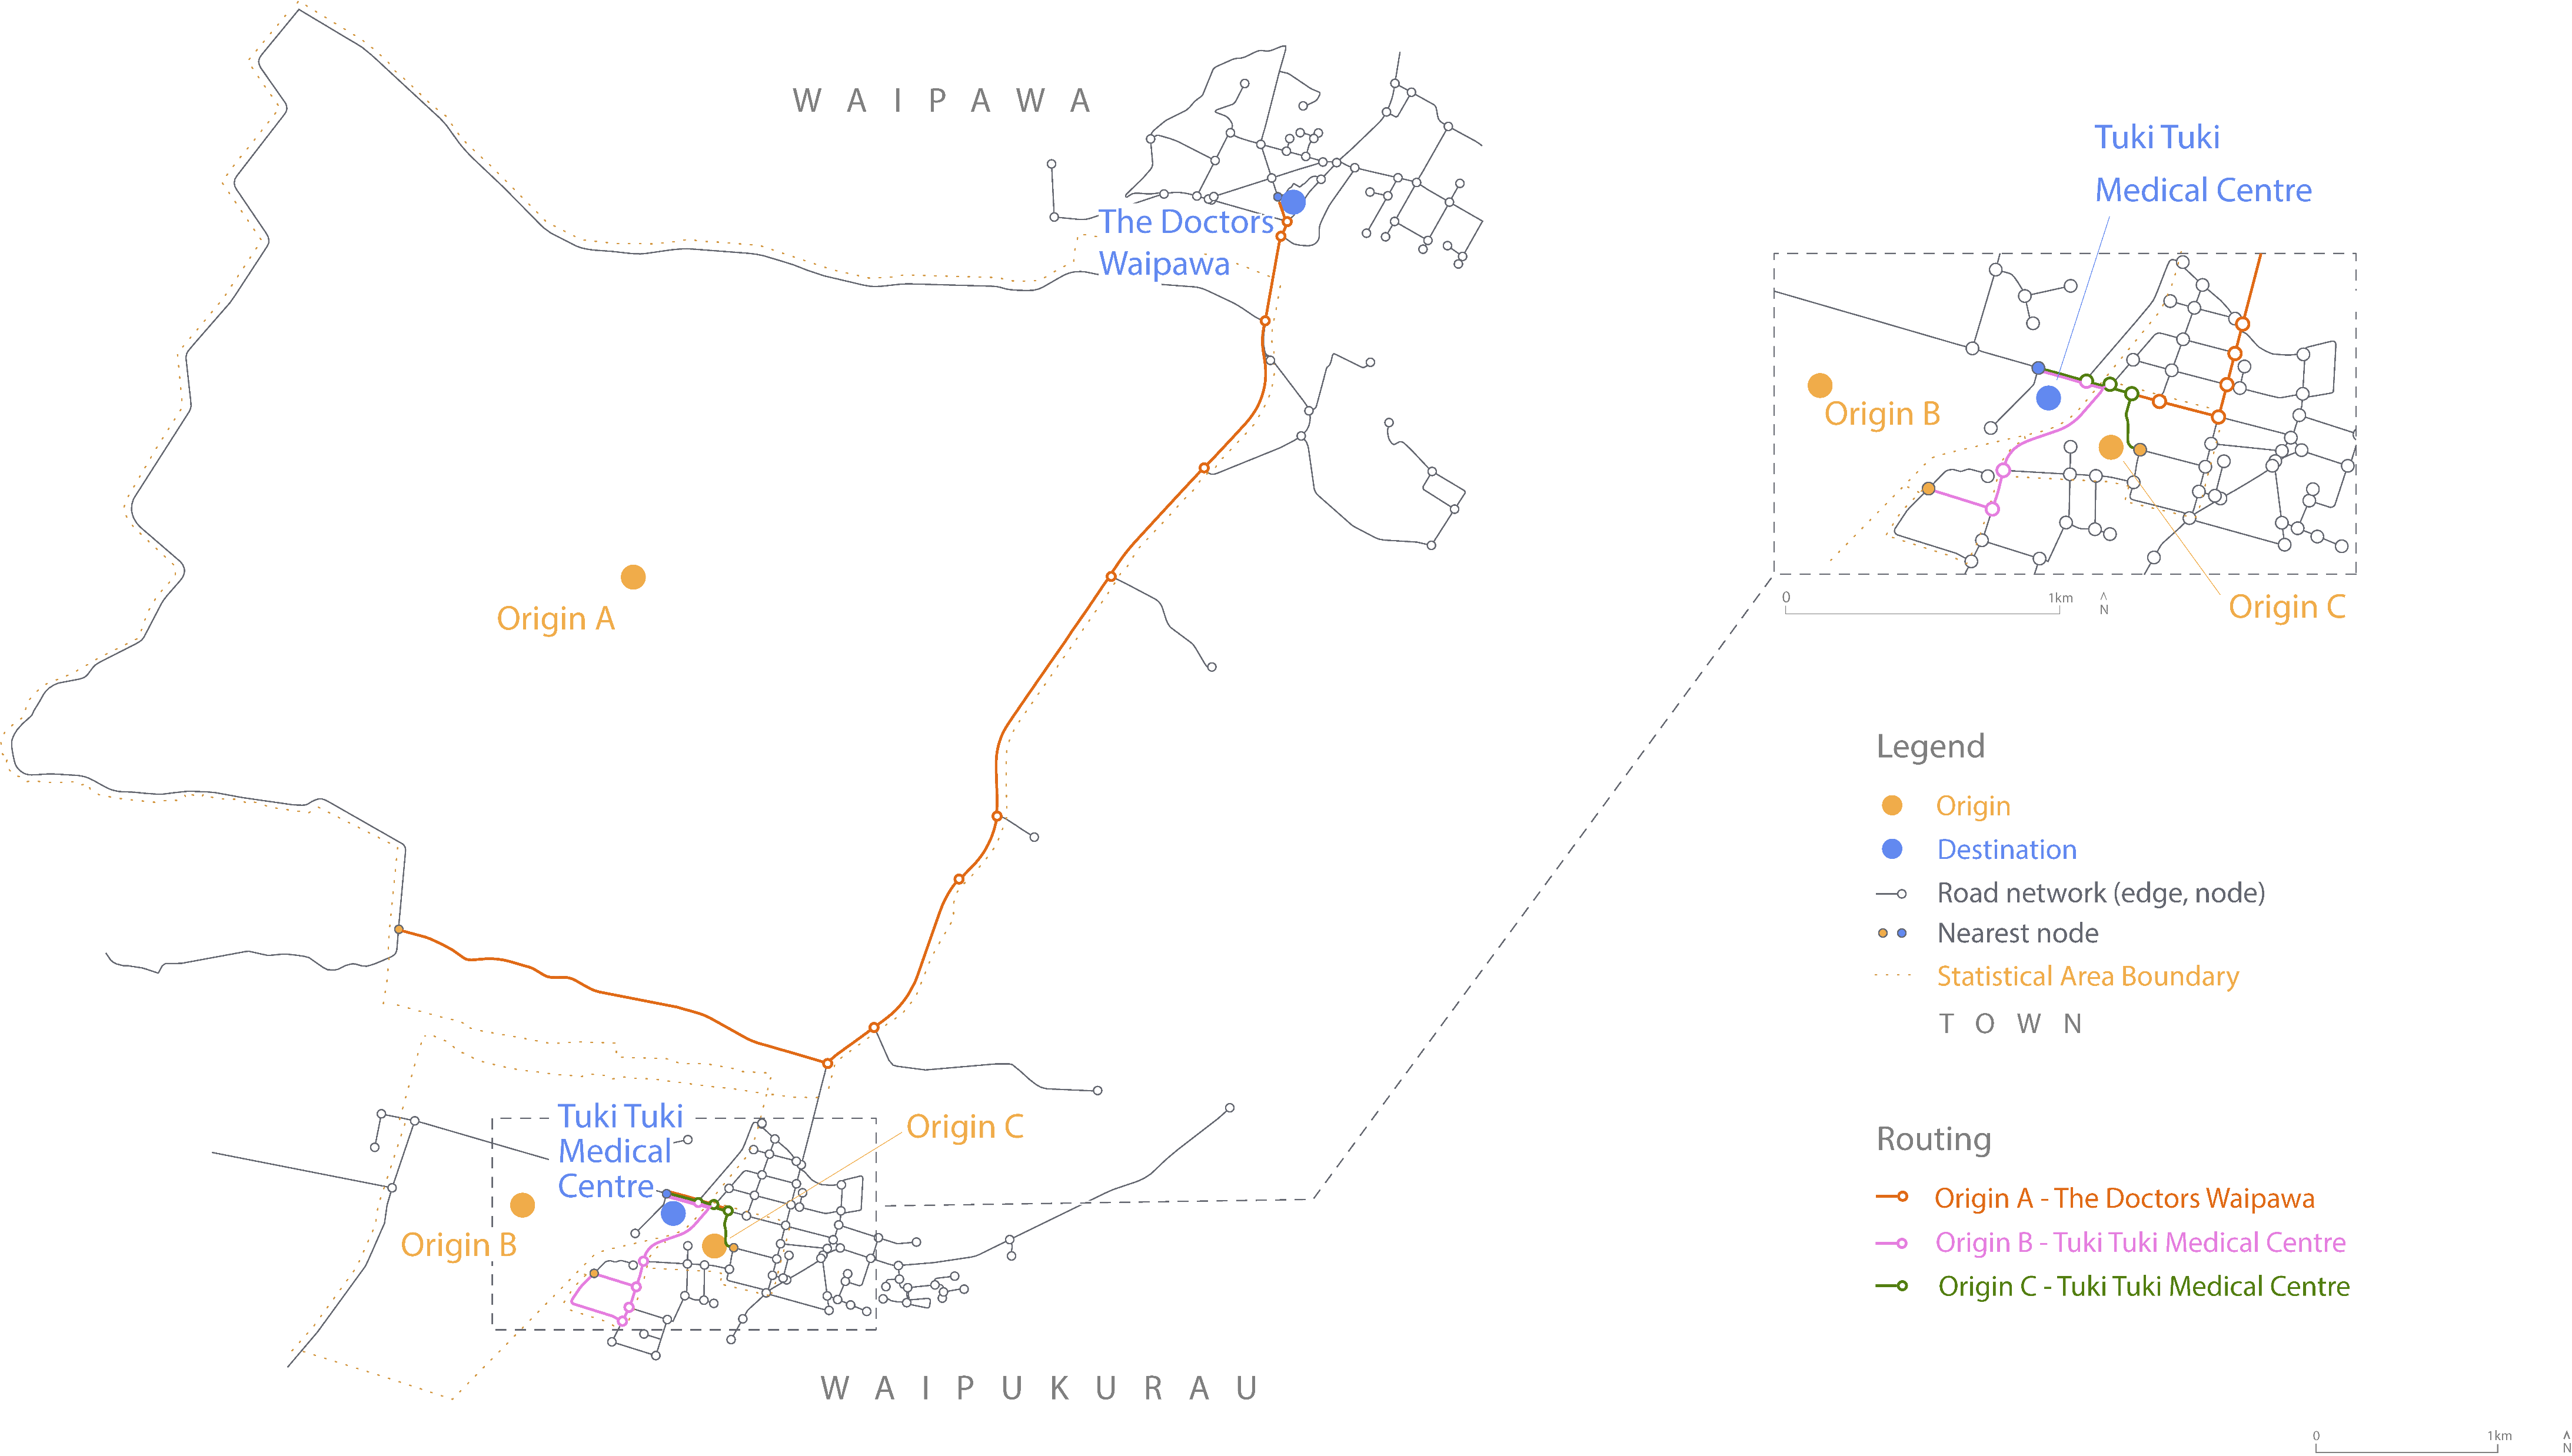 W A I P A W A
The Doctors
Waipawa
Origin A
Tuki Tuki
Medical
Centre
Origin C
Origin B
W A I P U K U R A U
Tuki Tuki
Medical Centre
Origin B
0 1km ^
N
Origin C
Legend
Origin
Destination
Road network (edge, node)
Nearest node
Statistical Area Boundary
T O W N
Routing
Origin A - The Doctors Waipawa
Origin B - Tuki Tuki Medical Centre
Origin C - Tuki Tuki Medical Centre
0 1km ^
N